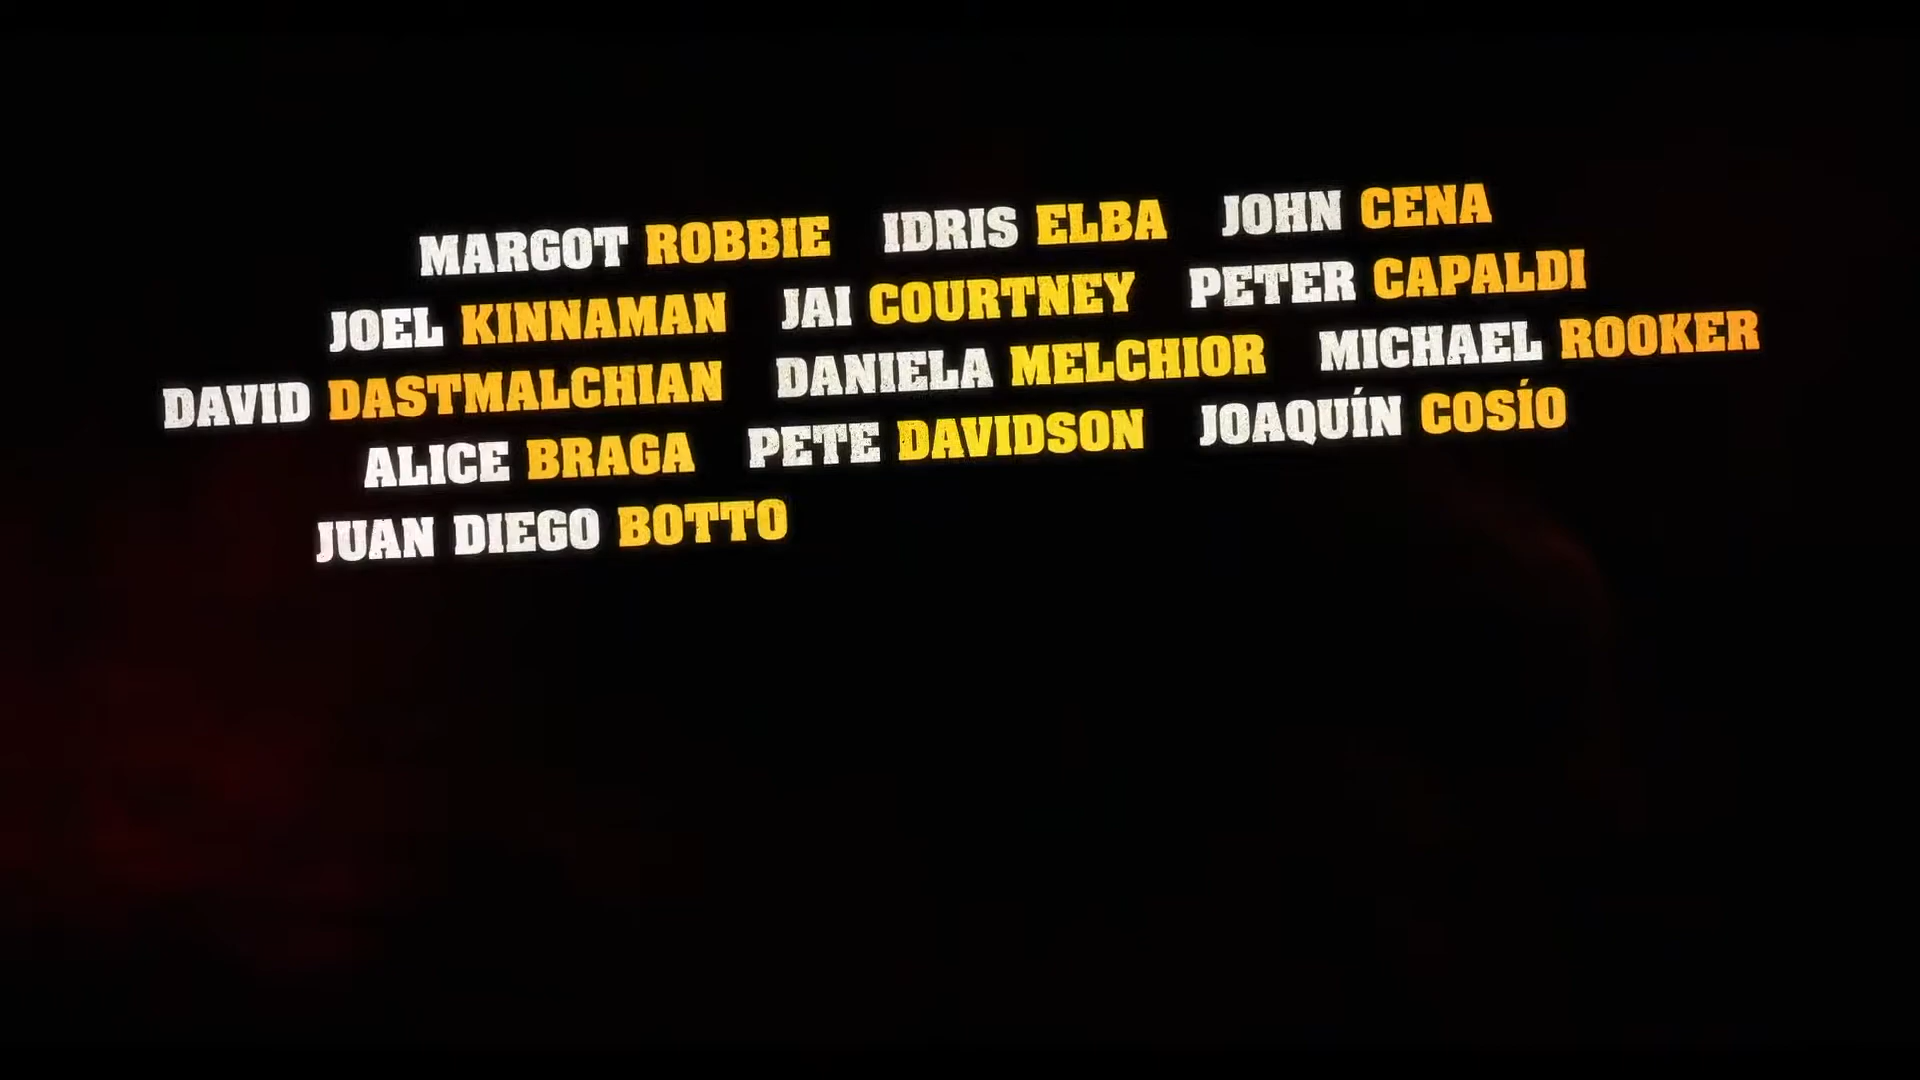 MARGOT ROBBIE IDRIS ELBA JOHN CENA
JOEL KINNAMAN JAI COURTNEY PETER CAPALDI
DAVID DASTMALCHIAN DANIELA MELCHIOR MICHAEL ROOKER
ALICE BRAGA PETE DAVIDSON JOAQUÍN COSÍO
JUAN DIEGO BOTTO